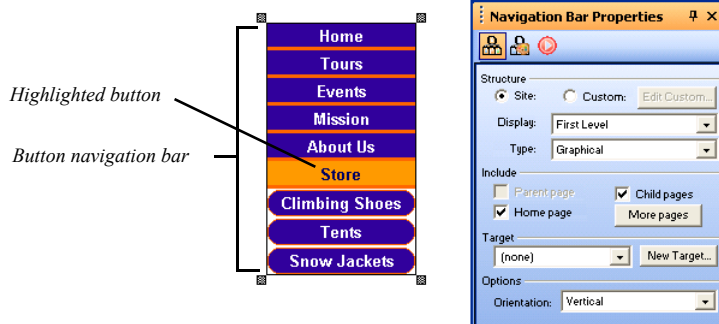 Highlighted button
Button navigation bar
Home
Tours
Events
Mission
About Us
Store
Climbing Shoes
Tents
Snow Jackets
Navigation Bar Properties
Structure
Site: Custom: Edit Custom...
Display: First Level
Type: Graphical
Include
Parent page Child pages
Home page More pages
Target
(none) New Target...
Options
Orientation: Vertical